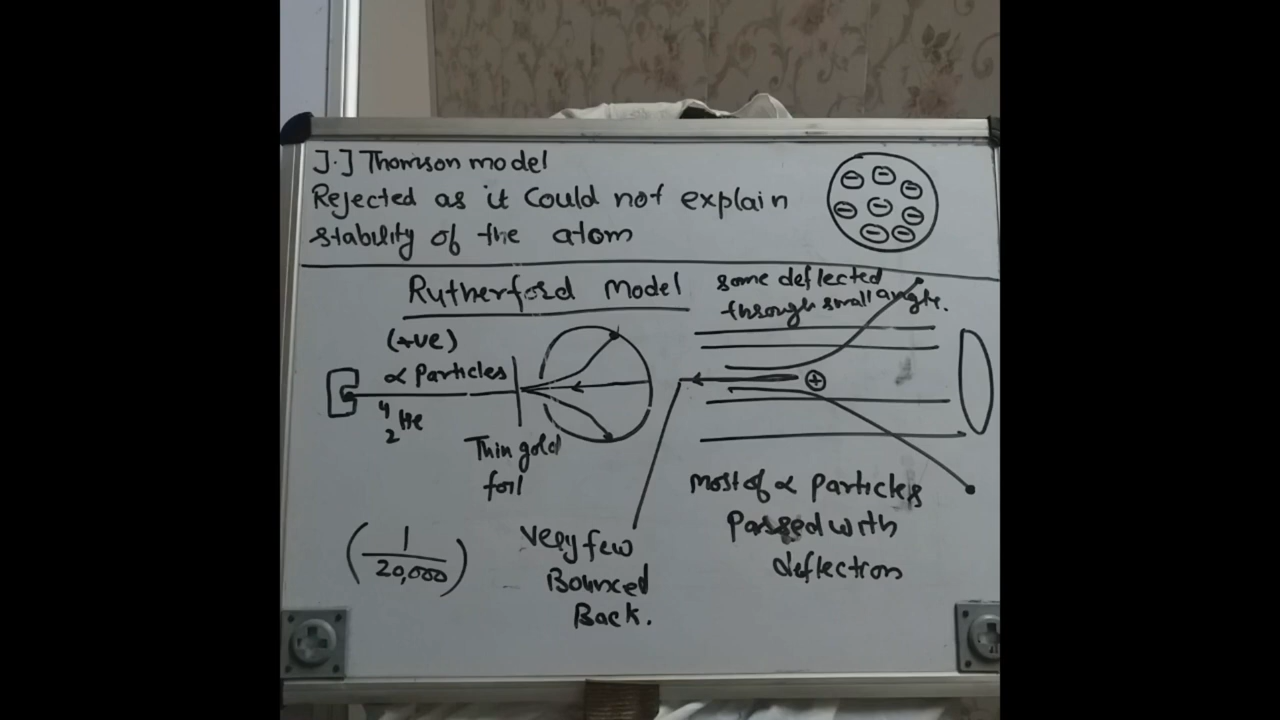 J.J Thomson model
Rejected as it could not explain
stability of the atom
Rutherford Model
some deflected
through small angle.
(+ve)
α Particles
4
2 He
Thin gold
foil
most of α Particles
Passed with
deflection
Very few
Bounced
Back.
(1/20,000)